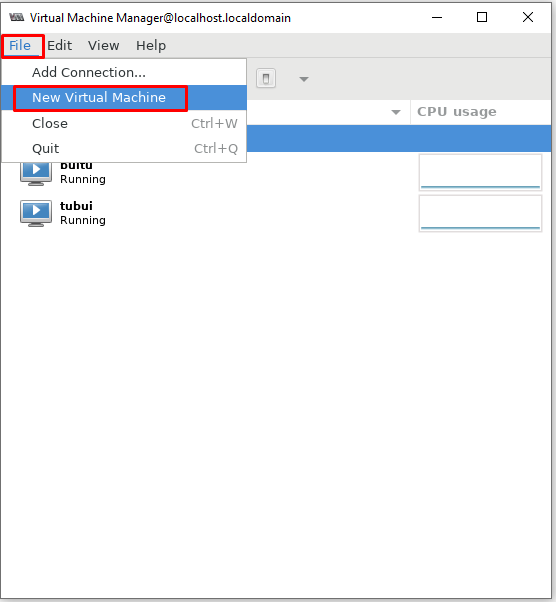 Virtual Machine Manager@localhost.localdomain
File Edit View Help
Add Connection...
New Virtual Machine
CPU usage
Close Ctrl+W
Quit Ctrl+Q
buitu
Running
tubui
Running